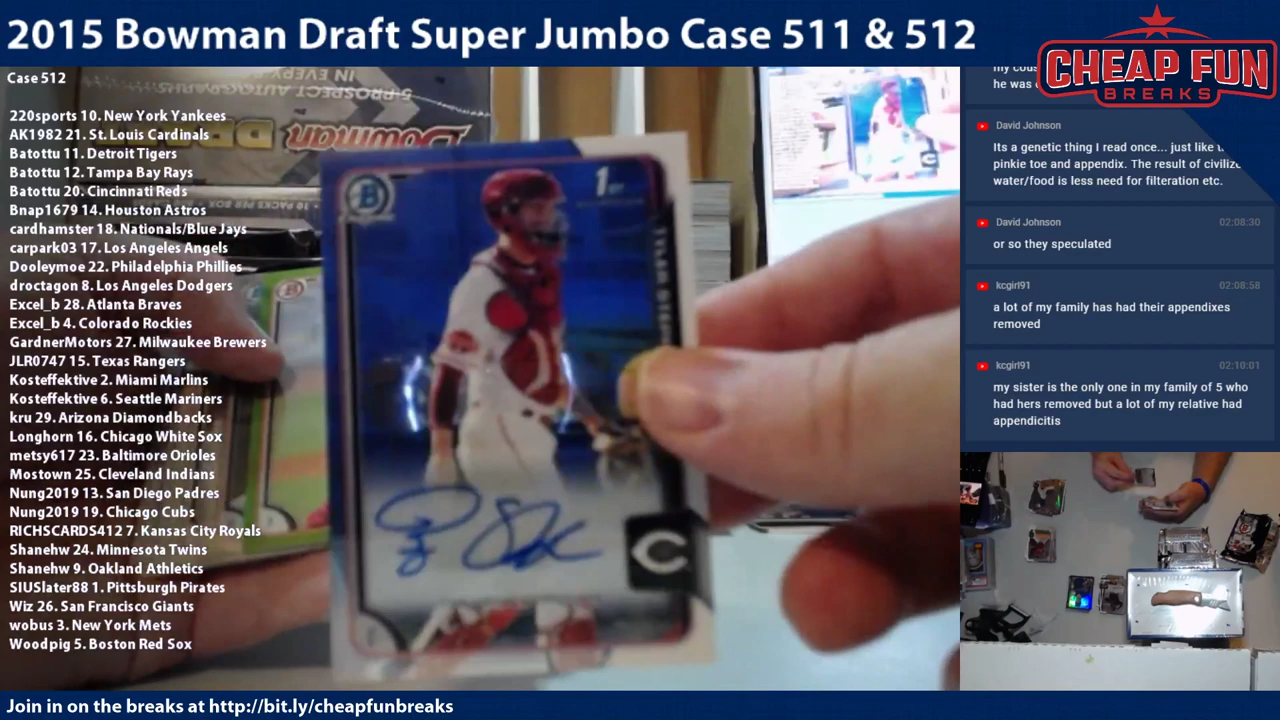 2015 Bowman Draft Super Jumbo Case 511 & 512
CHEAP FUN
BREAKS
Case 512
220sports 10. New York Yankees
AK1982 21. St. Louis Cardinals
Batottu 11. Detroit Tigers
Batottu 12. Tampa Bay Rays
Batottu 20. Cincinnati Reds
Bnap1679 14. Houston Astros
cardhamster 18. Nationals/Blue Jays
carpark03 17. Los Angeles Angels
Dooleymoe 22. Philadelphia Phillies
droctagon 8. Los Angeles Dodgers
Excel_b 28. Atlanta Braves
Excel_b 4. Colorado Rockies
GardnerMotors 27. Milwaukee Brewers
JLR0747 15. Texas Rangers
Kosteffektive 2. Miami Marlins
Kosteffektive 6. Seattle Mariners
kru 29. Arizona Diamondbacks
Longhorn 16. Chicago White Sox
metsy617 23. Baltimore Orioles
Mostown 25. Cleveland Indians
Nung2019 13. San Diego Padres
Nung2019 19. Chicago Cubs
RICHSCARDS412 7. Kansas City Royals
Shanehw 24. Minnesota Twins
Shanehw 9. Oakland Athletics
SIUSlater88 1. Pittsburgh Pirates
Wiz 26. San Francisco Giants
wobus 3. New York Mets
Woodpig 5. Boston Red Sox
IN EVERY
5 PROSPECT AUTOGRAPHS
Bowman
B
1ST
C
my
he was
David Johnson
Its a genetic thing I read once... just like
pinkie toe and appendix. The result of
water/food is less need for filteration etc.
David Johnson 02:08:30
or so they speculated
kcgirl91 02:08:58
a lot of my family has had their appendixes
removed
kcgirl91 02:10:01
my sister is the only one in my family of 5 who
had hers removed but a lot of my relative had
appendicitis
Join in on the breaks at http://bit.ly/cheapfunbreaks